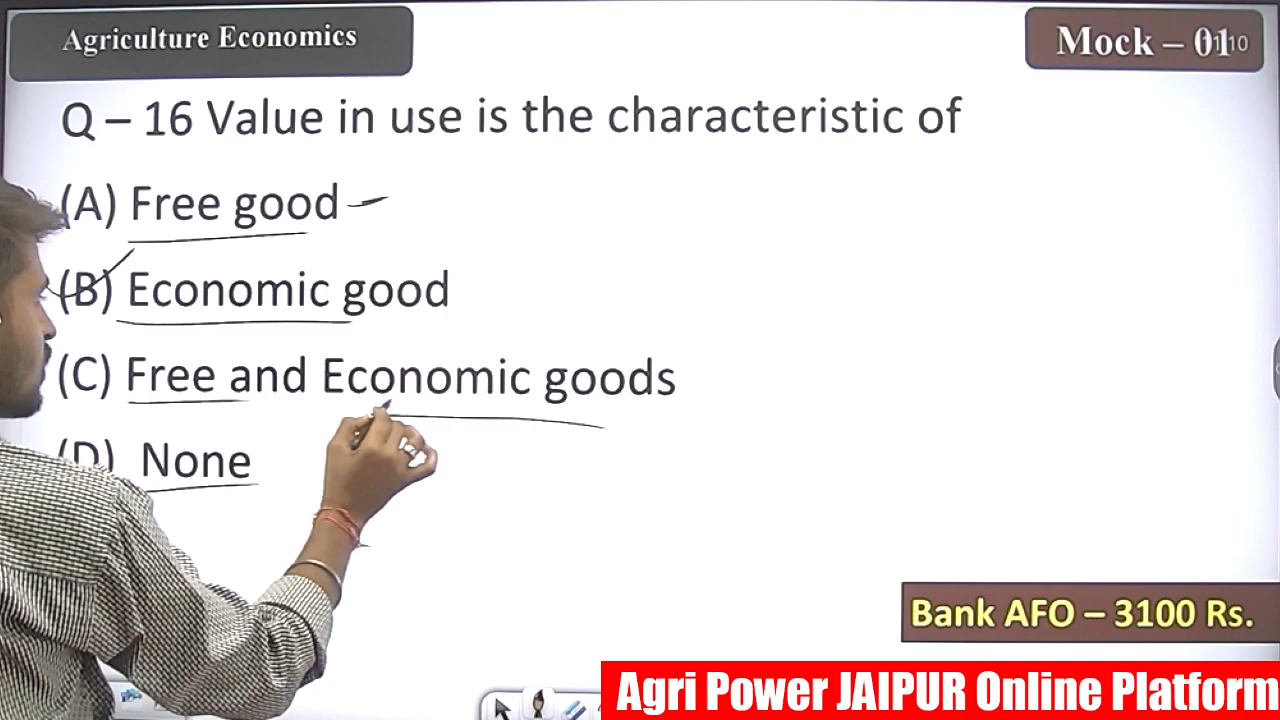 Agriculture Economics
Mock – 01
Q – 16 Value in use is the characteristic of
(A) Free good
(B) Economic good
(C) Free and Economic goods
(D) None
Bank AFO – 3100 Rs.
Agri Power JAIPUR Online Platform